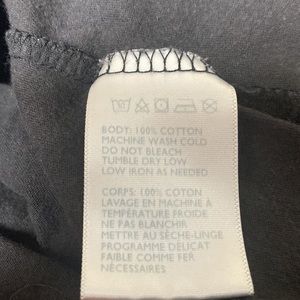 BODY: 100% COTTON
MACHINE WASH COLD
DO NOT BLEACH
TUMBLE DRY LOW
LOW IRON AS NEEDED
CORPS: 100% COTON
LAVAGE EN MACHINE À
TEMPÉRATURE FROIDE
NE PAS BLANCHIR
METTRE AU SÈCHE-LINGE
PROGRAMME DELICAT
FAIBLE COMME FER
NÉCESSAIRES